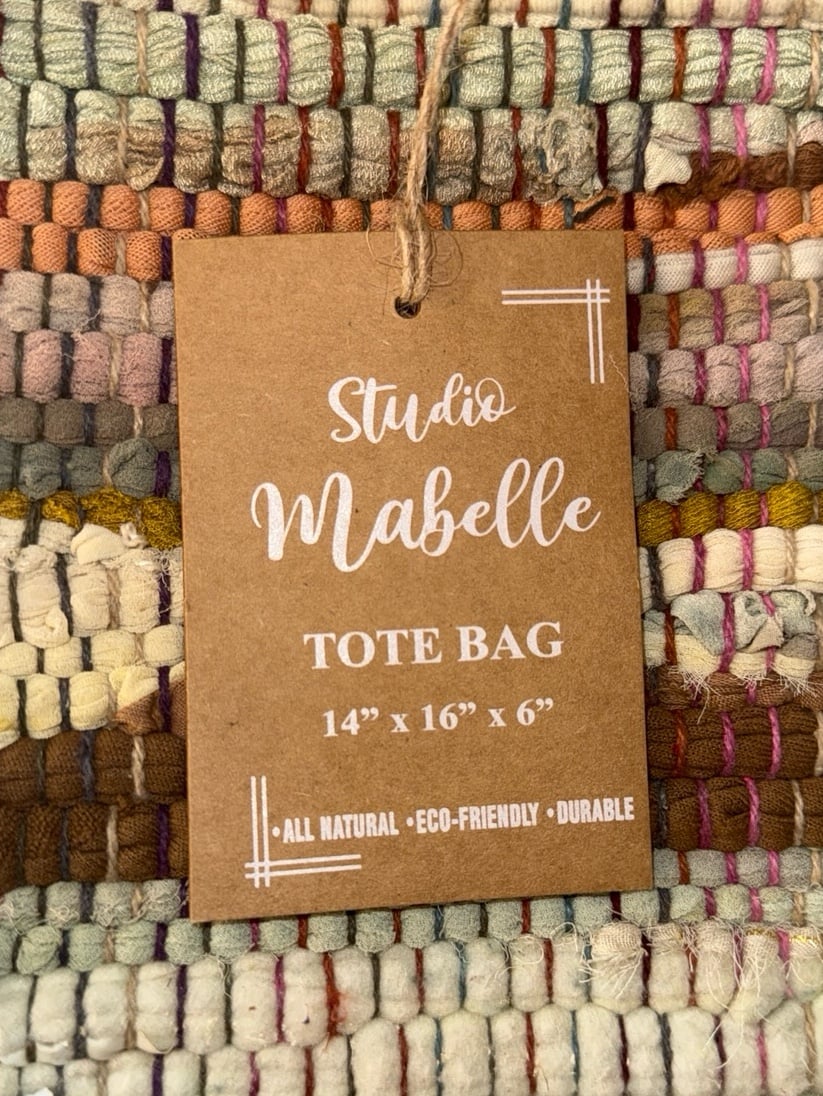 Studio
Mabelle
TOTE BAG
14” x 16” x 6”
•ALL NATURAL •ECO-FRIENDLY •DURABLE